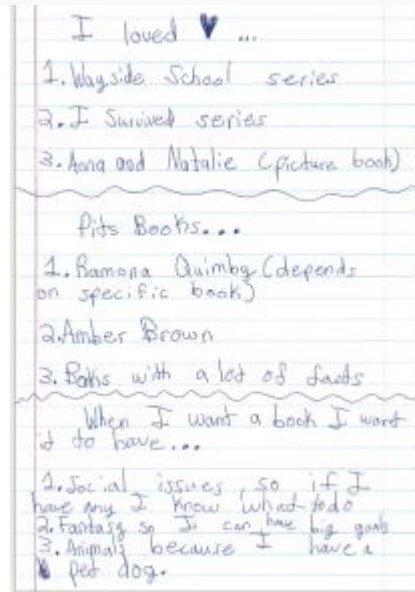 I loved ♥ ...
1. Wayside School series
2. I Survived series
3. Anna and Natalie (picture book)
Pits Books...
1. Ramona Quimby (depends
on specific book)
2. Amber Brown
3. Books with a lot of facts
When I want a book I want
it to have...
1. Social issues, so if I
have any I know what to do
2. Fantasy so I can have big goals
3. Animals because I have a
pet dog.